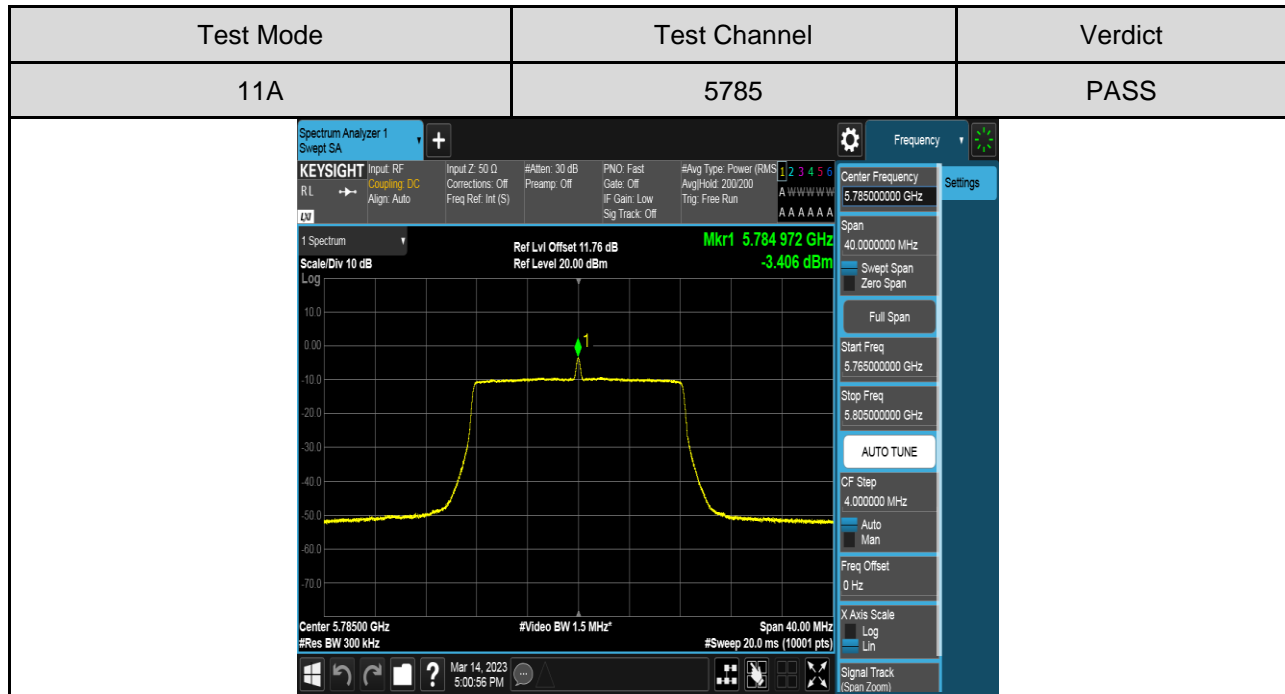 Test Mode Test Channel Verdict
11A 5785 PASS
Spectrum Analyzer 1
Swept SA
+
Frequency
KEYSIGHT
RL
LXI
Input: RF
Coupling: DC
Align: Auto
Input Z: 50 Ω
Corrections: Off
Freq Ref: Int (S)
#Atten: 30 dB
Preamp: Off
PNO: Fast
Gate: Off
IF Gain: Low
Sig Track: Off
#Avg Type: Power (RMS
Avg|Hold: 200/200
Trig: Free Run
1 2 3 4 5 6
A W W W W W
A A A A A A
1 Spectrum
Scale/Div 10 dB
Ref Lvl Offset 11.76 dB
Ref Level 20.00 dBm
Mkr1 5.784 972 GHz
-3.406 dBm
Log
10.0
0.00
-10.0
-20.0
-30.0
-40.0
-50.0
-60.0
-70.0
1
Center 5.78500 GHz
#Res BW 300 kHz
#Video BW 1.5 MHz*
Span 40.00 MHz
#Sweep 20.0 ms (10001 pts)
?
Mar 14, 2023
5:00:56 PM
Center Frequency
5.785000000 GHz
Settings
Span
40.0000000 MHz
Swept Span
Zero Span
Full Span
Start Freq
5.765000000 GHz
Stop Freq
5.805000000 GHz
AUTO TUNE
CF Step
4.000000 MHz
Auto
Man
Freq Offset
0 Hz
X Axis Scale
Log
Lin
Signal Track
(Span Zoom)